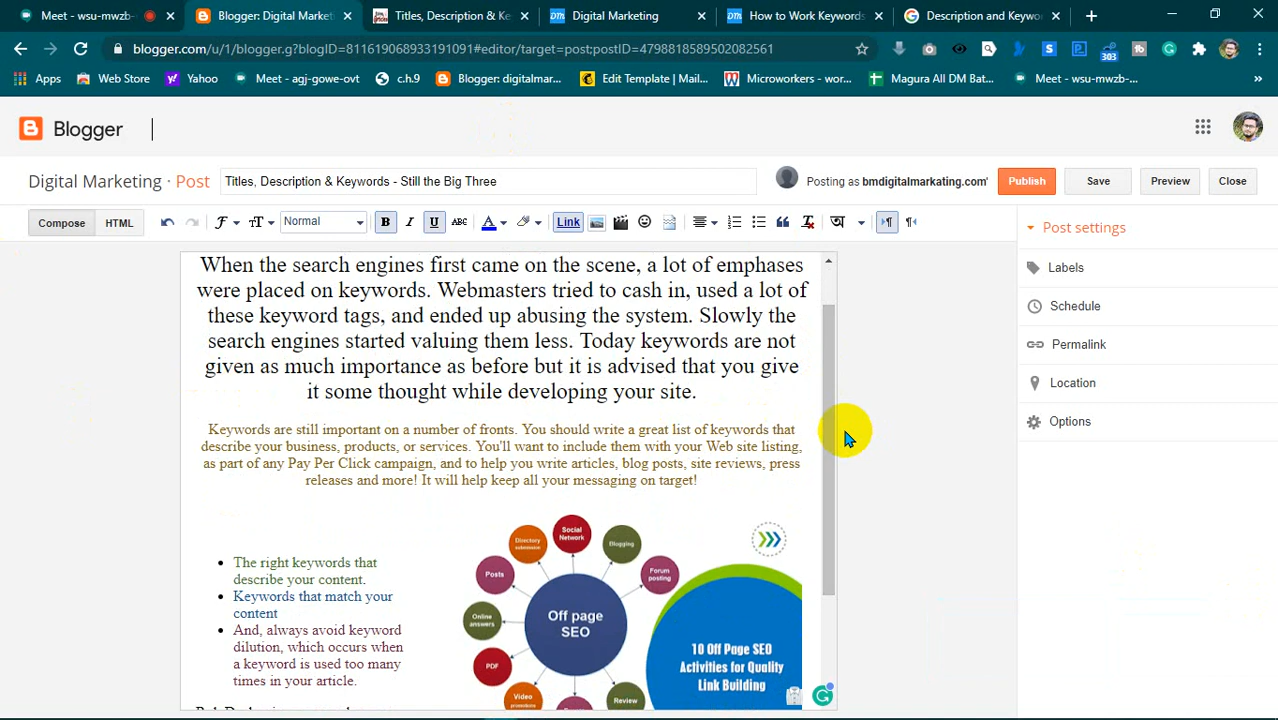 Meet - wsu-mwzb-
Blogger: Digital Market
Titles, Description & Ke
Digital Marketing
How to Work Keywords
Description and Keywo
blogger.com/u/1/blogger.g?blogID=811619068933191091#editor/target=post;postID=4798818589502082561
303
Apps
Web Store
Yahoo
Meet - agj-gowe-ovt
c.h.9
Blogger: digitalmar...
Edit Template | Mail...
Microworkers - wor...
Magura All DM Bat...
Meet - wsu-mwzb-...
»
Blogger
Digital Marketing · Post
Titles, Description & Keywords - Still the Big Three
Posting as bmdigitalmarkating.com'
Publish
Save
Preview
Close
Compose
HTML
Normal
B
I
U
ABC
A
Link
Post settings
Labels
Schedule
Permalink
Location
Options
When the search engines first came on the scene, a lot of emphases
were placed on keywords. Webmasters tried to cash in, used a lot of
these keyword tags, and ended up abusing the system. Slowly the
search engines started valuing them less. Today keywords are not
given as much importance as before but it is advised that you give
it some thought while developing your site.
Keywords are still important on a number of fronts. You should write a great list of keywords that
describe your business, products, or services. You'll want to include them with your Web site listing,
as part of any Pay Per Click campaign, and to help you write articles, blog posts, site reviews, press
releases and more! It will help keep all your messaging on target!
The right keywords that
describe your content.
Keywords that match your
content
And, always avoid keyword
dilution, which occurs when
a keyword is used too many
times in your article.
Social
Network
Directory
submission
Blogging
Posts
Forum
posting
Online
answers
Off page
SEO
PDF
Video
promotions
Review
10 Off Page SEO
Activities for Quality
Link Building